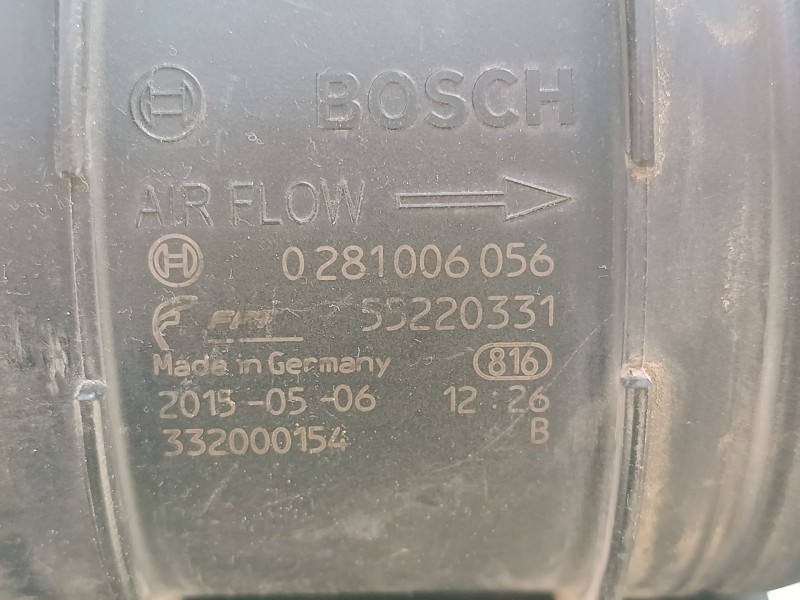 BOSCH
AIR FLOW
0 281 006 056
FIAT 55220331
Made in Germany 816
2015-05-06 12:26
332000154 B